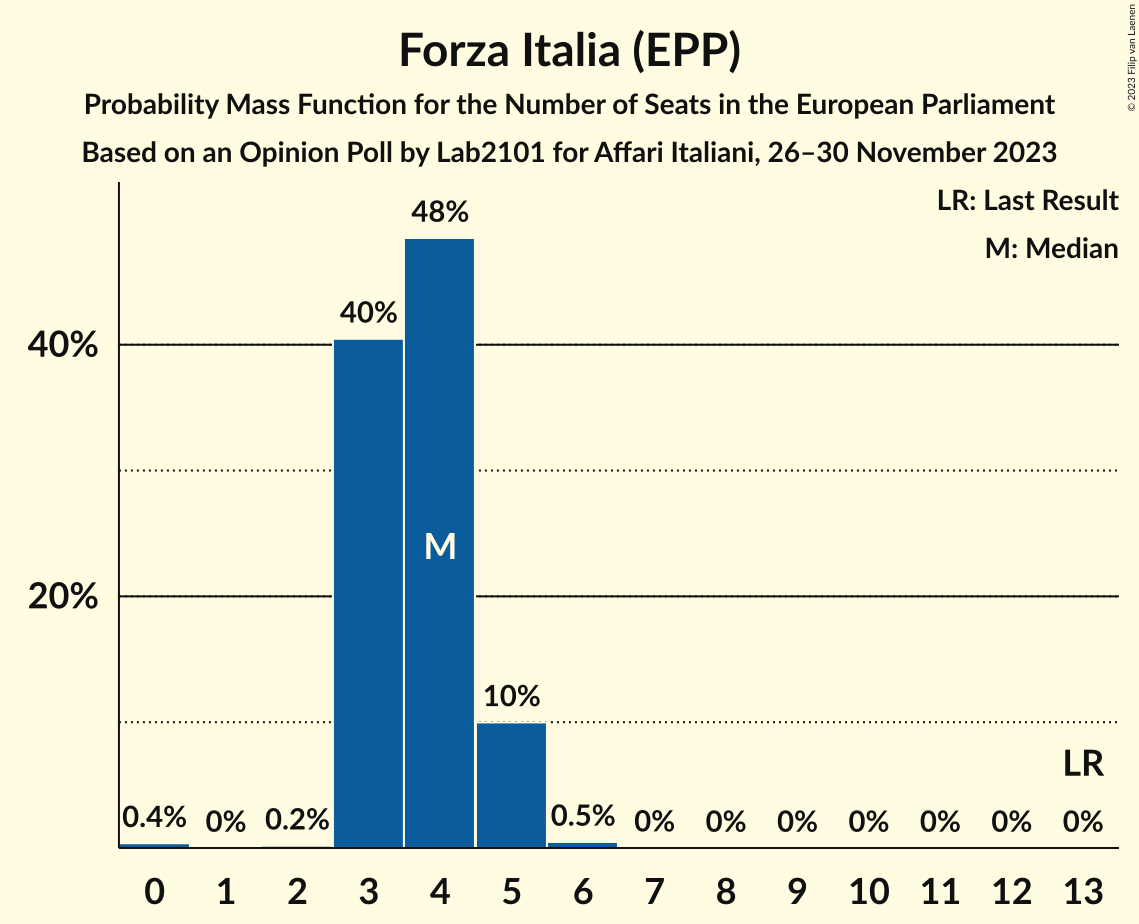 Forza Italia (EPP)
Probability Mass Function for the Number of Seats in the European Parliament
Based on an Opinion Poll by Lab2101 for Affari Italiani, 26–30 November 2023
© 2023 Filip van Laenen
LR: Last Result
M: Median
48%
40%
40%
M
20%
10%
LR
0.4% 0% 0.2% 0.5% 0% 0% 0% 0% 0% 0% 0%
0 1 2 3 4 5 6 7 8 9 10 11 12 13